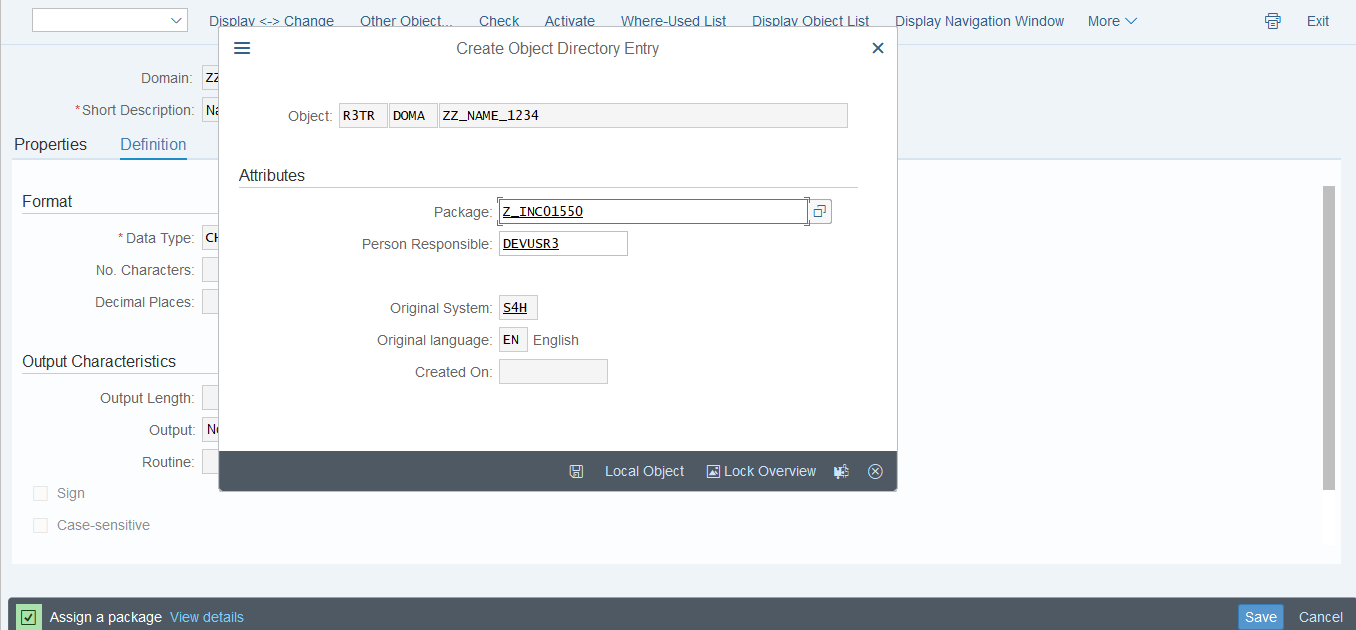 Display <-> Change Other Object... Check Activate Where-Used List Display Object List Display Navigation Window More Exit
Create Object Directory Entry
Domain: ZZ
*Short Description: Na
Object: R3TR DOMA ZZ_NAME_1234
Properties Definition
Attributes
Format
Package: Z_INC01550
*Data Type: CH
Person Responsible: DEVUSR3
No. Characters:
Decimal Places:
Original System: S4H
Original language: EN English
Output Characteristics
Created On:
Output Length:
Output: No
Routine:
Local Object Lock Overview
Sign
Case-sensitive
Assign a package View details Save Cancel